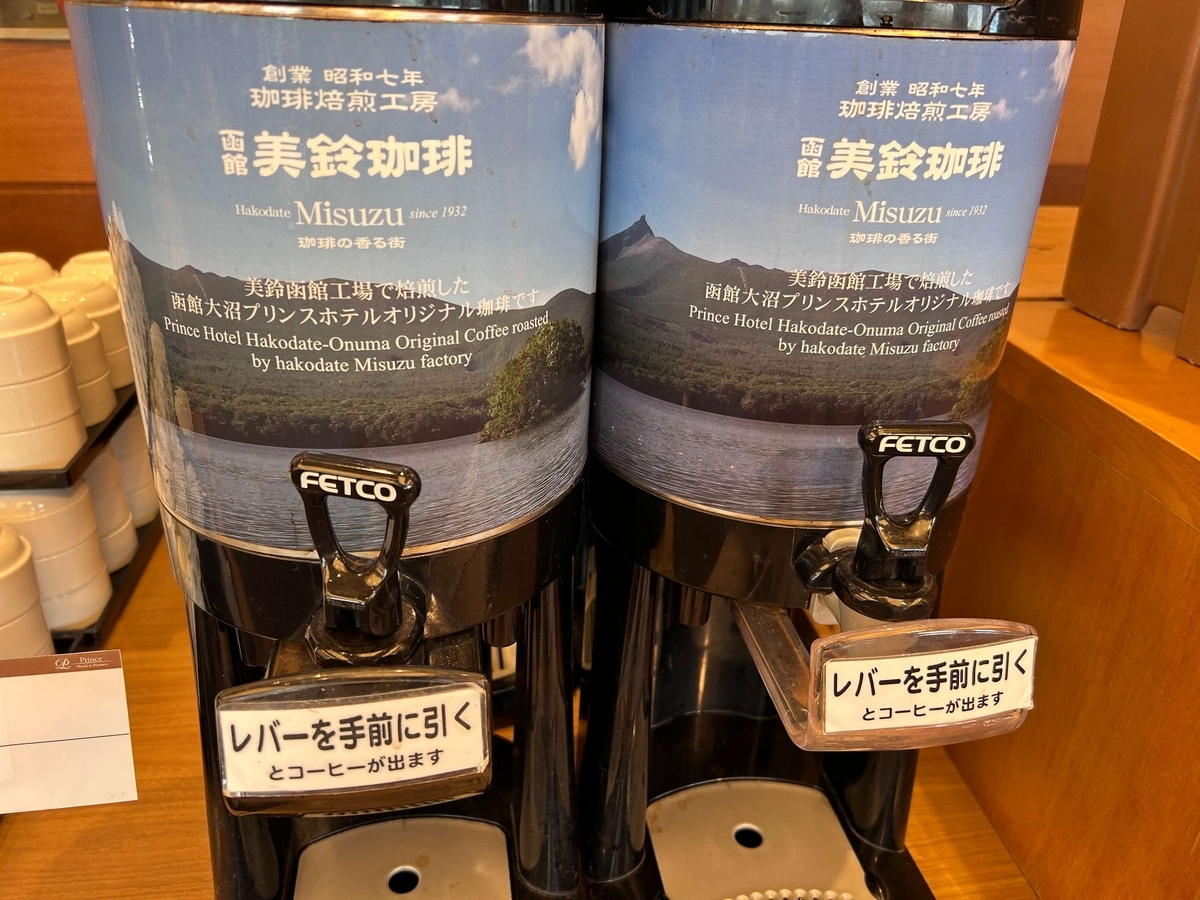 創業 昭和七年
珈琲焙煎工房
函館 美鈴珈琲
Hakodate Misuzu since 1932
珈琲の香る街
美鈴函館工場で焙煎した
函館大沼プリンスホテルオリジナル珈琲です
Prince Hotel Hakodate-Onuma Original Coffee roasted
by hakodate Misuzu factory
FETCO
レバーを手前に引く
とコーヒーが出ます
創業 昭和七年
珈琲焙煎工房
函館 美鈴珈琲
Hakodate Misuzu since 1932
珈琲の香る街
美鈴函館工場で焙煎した
函館大沼プリンスホテルオリジナル珈琲です
Prince Hotel Hakodate-Onuma Original Coffee roasted
by hakodate Misuzu factory
FETCO
レバーを手前に引く
とコーヒーが出ます
Prince